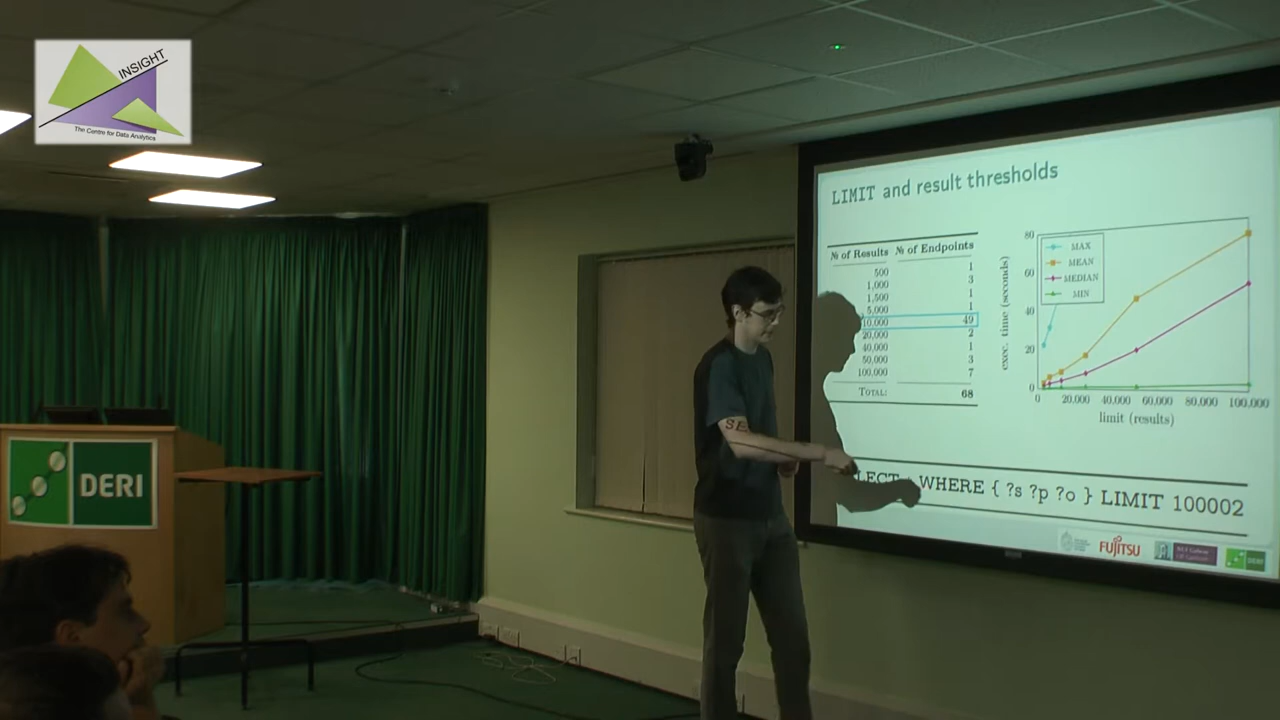 INSIGHT
The Centre for Data Analytics
LIMIT and result thresholds
№ of Results № of Endpoints
500 1
1,000 3
1,500 1
5,000 1
10,000 49
20,000 2
40,000 1
50,000 3
100,000 7
TOTAL: 68
80
60
40
20
0
exec. time (seconds)
MAX
MEAN
MEDIAN
MIN
0 20,000 40,000 60,000 80,000 100,000
limit (results)
SE
LECT WHERE { ?s ?p ?o } LIMIT 100002
FUJITSU
DERI
DERI